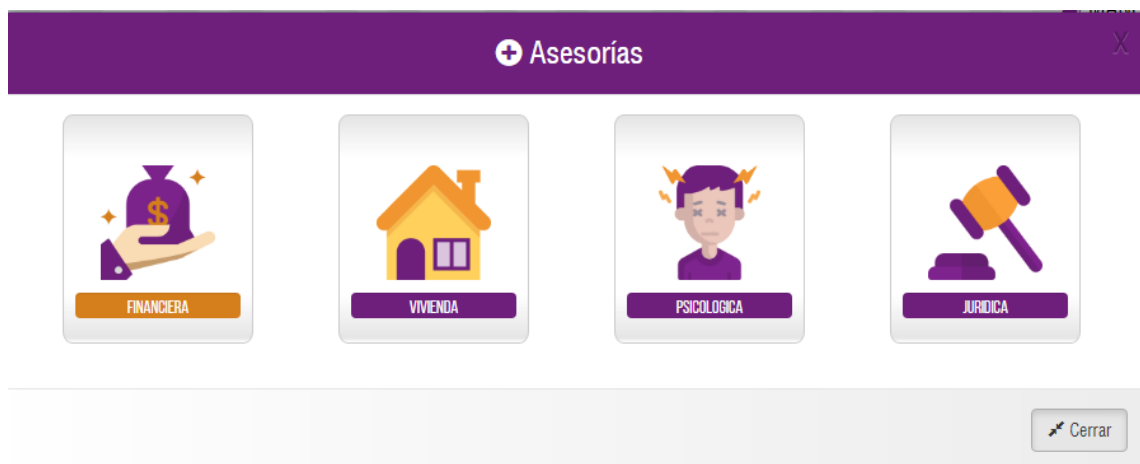 Asesorías
X
$
FINANCIERA
VIVIENDA
PSICOLOGICA
JURIDICA
Cerrar